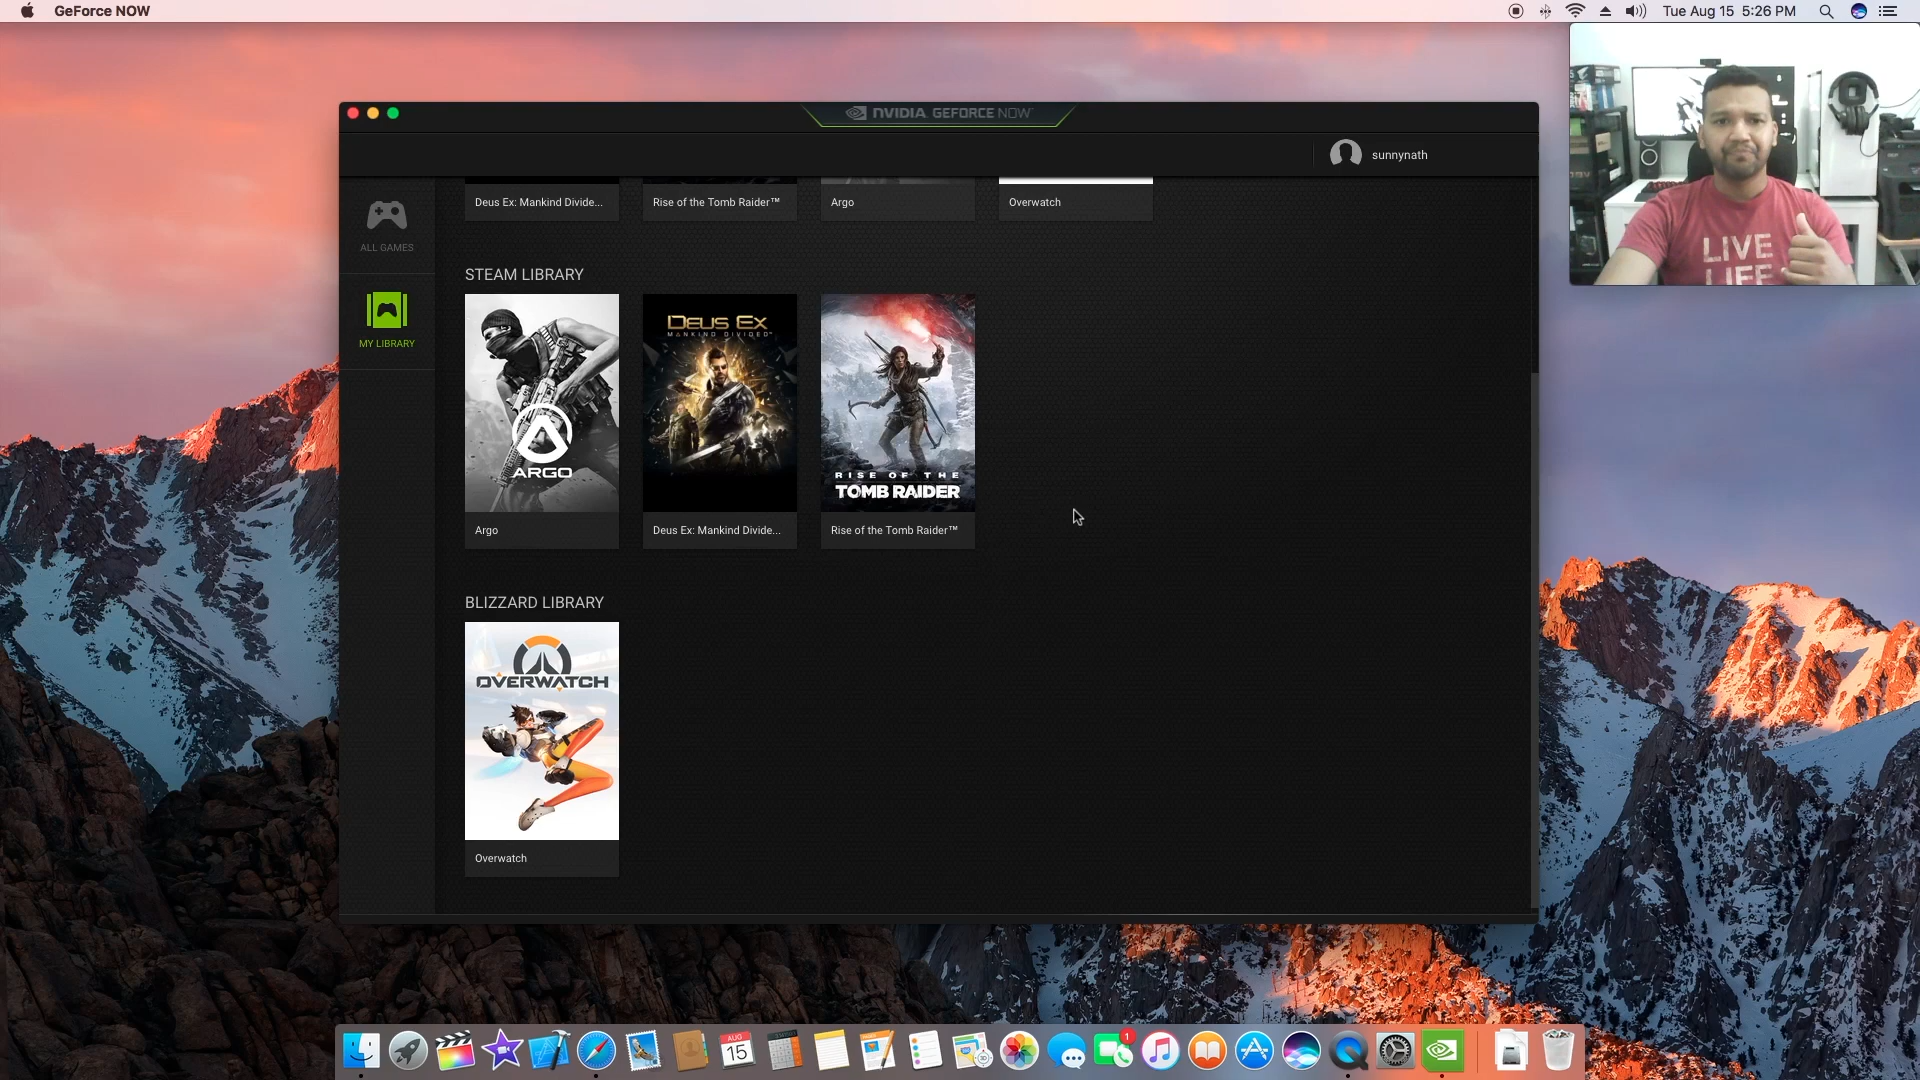 GeForce NOW
Tue Aug 15 5:26 PM
NVIDIA GEFORCE NOW
sunnynath
ALL GAMES
MY LIBRARY
Deus Ex: Mankind Divide...
Rise of the Tomb Raider™
Argo
Overwatch
STEAM LIBRARY
ARGO
DEUS EX
MANKIND DIVIDED™
RISE OF THE
TOMB RAIDER
Argo
Deus Ex: Mankind Divide...
Rise of the Tomb Raider™
BLIZZARD LIBRARY
OVERWATCH
Overwatch
LIVE
LIFE
AUG
15
1